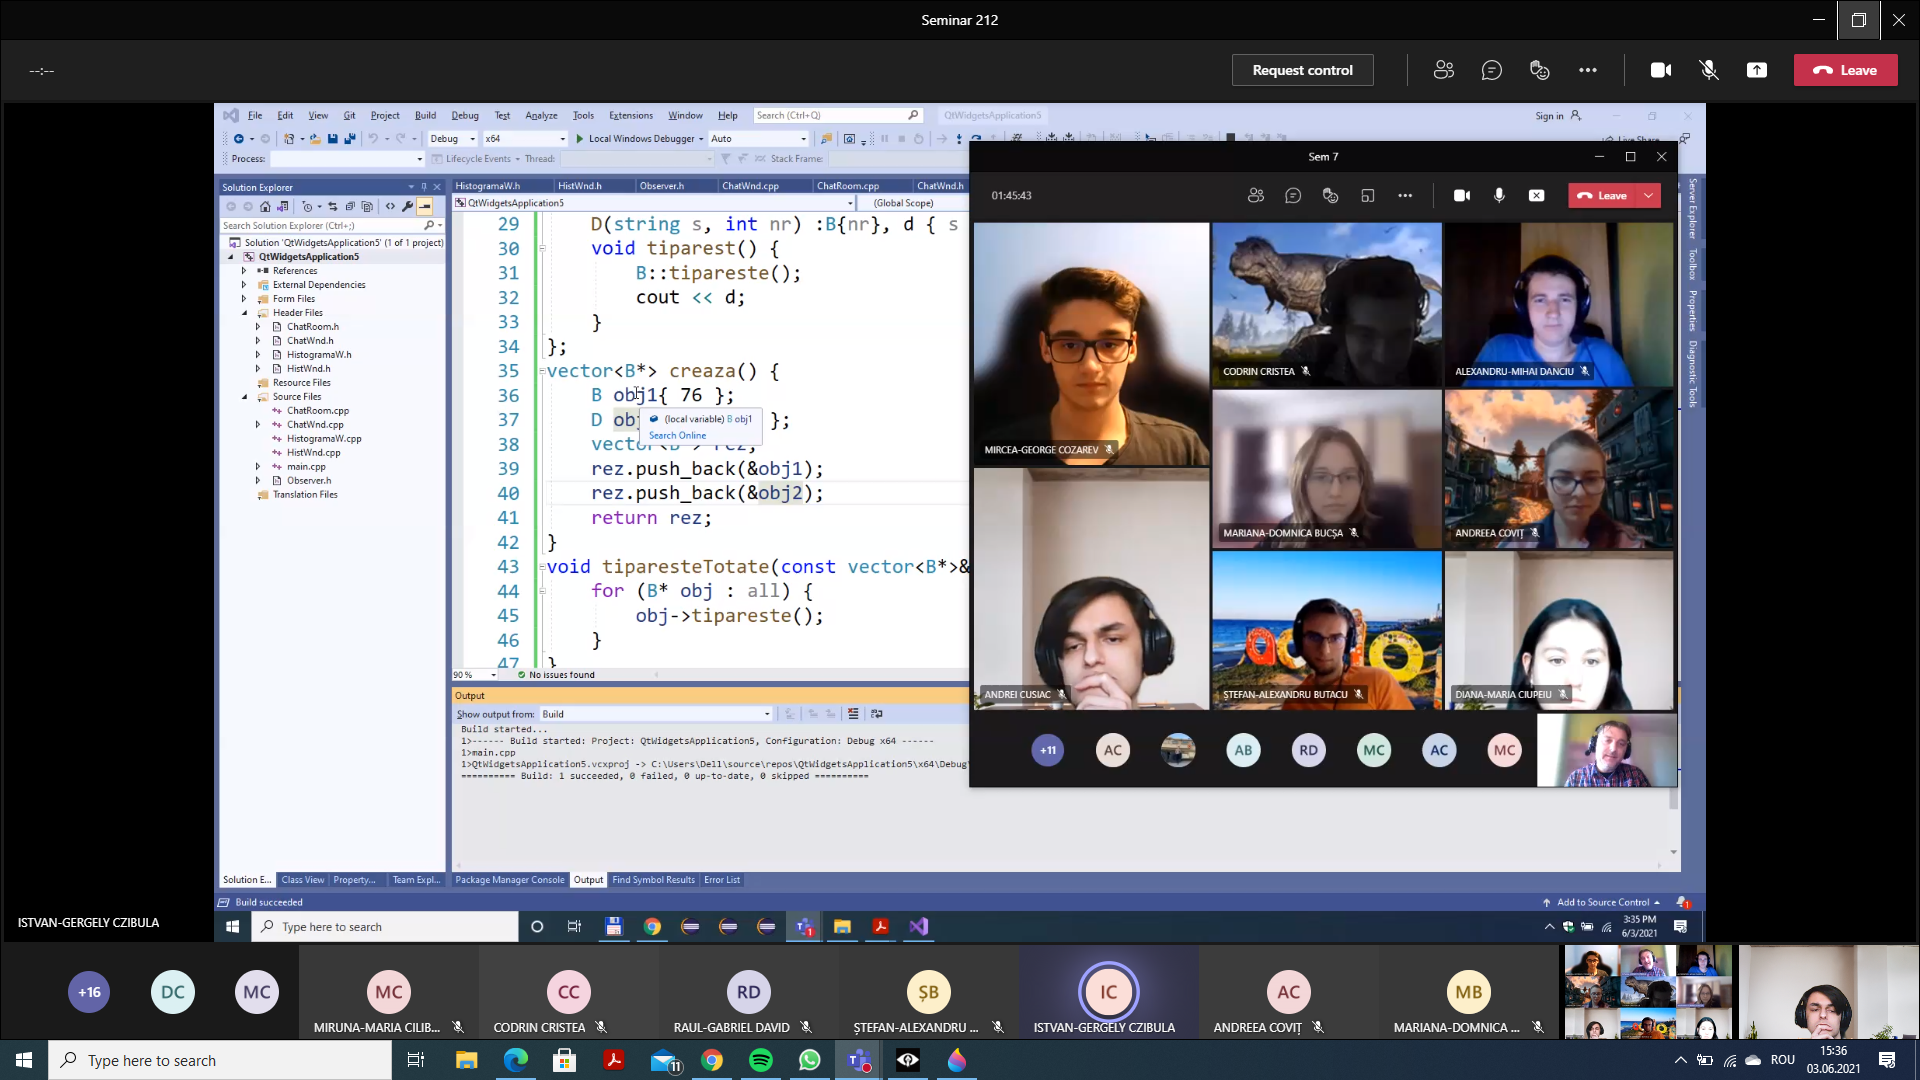 Seminar 212
--:--
Request control
Leave
File Edit View Git Project Build Debug Test Analyze Tools Extensions Window Help Search (Ctrl+Q) QtWidgetsApplication5 Sign in
Debug x64 Local Windows Debugger Auto Live Share
Process: Lifecycle Events Thread: Stack Frame:
Solution Explorer
Search Solution Explorer (Ctrl+;)
Solution 'QtWidgetsApplication5' (1 of 1 project)
QtWidgetsApplication5
References
External Dependencies
Form Files
Header Files
ChatRoom.h
ChatWnd.h
HistogramaW.h
HistWnd.h
Resource Files
Source Files
ChatRoom.cpp
ChatWnd.cpp
HistogramaW.cpp
HistWnd.cpp
main.cpp
Observer.h
Translation Files
Solution E... Class View Property... Team Expl...
HistogramaW.h HistWnd.h Observer.h ChatWnd.cpp ChatRoom.cpp ChatWnd.h
QtWidgetsApplication5 (Global Scope)
29 D(string s, int nr) :B{nr}, d { s
30 void tiparest() {
31 B::tipareste();
32 cout << d;
33 }
34 };
35 vector<B*> creaza() {
36 B obj1{ 76 };
37 D obj };
(local variable) B obj1
Search Online
38 vector<B*> rez;
39 rez.push_back(&obj1);
40 rez.push_back(&obj2);
41 return rez;
42 }
43 void tiparesteTotate(const vector<B*>&
44 for (B* obj : all) {
45 obj->tipareste();
46 }
47 }
90 % No issues found
Output
Show output from: Build
Build started...
1>------ Build started: Project: QtWidgetsApplication5, Configuration: Debug x64 ------
1>main.cpp
1>QtWidgetsApplication5.vcxproj -> C:\Users\Dell\source\repos\QtWidgetsApplication5\x64\Debug\
========== Build: 1 succeeded, 0 failed, 0 up-to-date, 0 skipped ==========
Package Manager Console Output Find Symbol Results Error List
Server Explorer
Toolbox
Properties
Diagnostic Tools
Sem 7
01:45:43
Leave
MIRCEA-GEORGE COZAREV
CODRIN CRISTEA
ALEXANDRU-MIHAI DANCIU
MARIANA-DOMNICA BUCȘA
ANDREEA COVIȚ
ANDREI CUSIAC
ȘTEFAN-ALEXANDRU BUTACU
DIANA-MARIA CIUPEIU
+11 AC AB RD MC AC MC
Build succeeded Add to Source Control 1
Type here to search
3:35 PM
6/3/2021
ISTVAN-GERGELY CZIBULA
+16 DC MC MC CC RD ȘB IC AC MB
MIRUNA-MARIA CILIB... CODRIN CRISTEA RAUL-GABRIEL DAVID ȘTEFAN-ALEXANDRU ... ISTVAN-GERGELY CZIBULA ANDREEA COVIȚ MARIANA-DOMNICA ...
Type here to search 11 ROU
15:36
03.06.2021